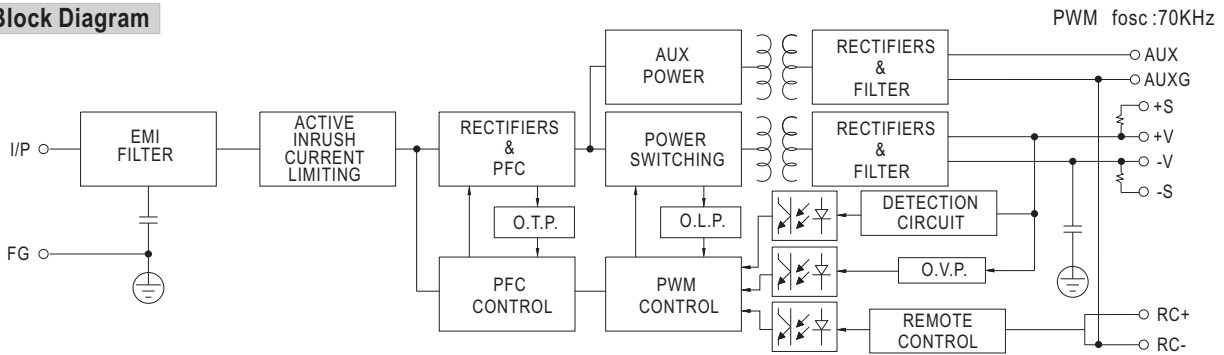 Block Diagram
PWM fosc :70KHz
AUX
POWER
RECTIFIERS
&
FILTER
AUX
AUXG
I/P
EMI
FILTER
ACTIVE
INRUSH
CURRENT
LIMITING
RECTIFIERS
&
PFC
POWER
SWITCHING
RECTIFIERS
&
FILTER
+S
+V
-V
-S
O.T.P.
O.L.P.
DETECTION
CIRCUIT
FG
PFC
CONTROL
PWM
CONTROL
O.V.P.
REMOTE
CONTROL
RC+
RC-